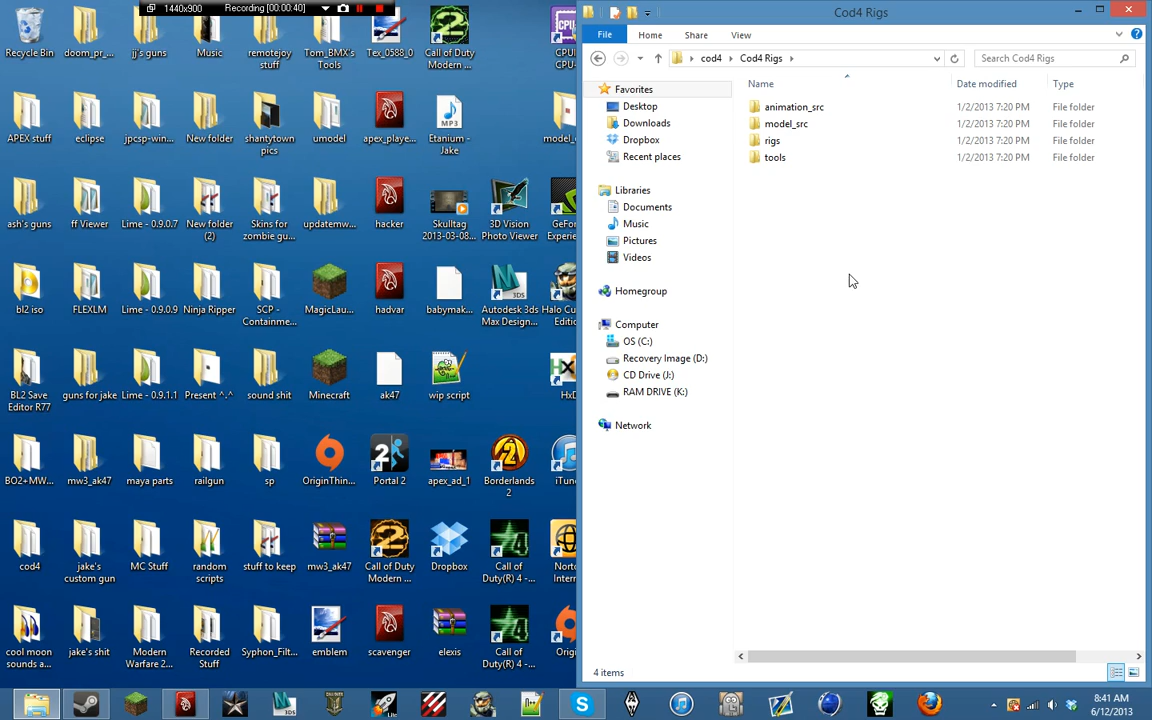 1440x900
Recording [00:00:40]
Recycle Bin
doom_pr_...
jj's guns
Music
remotejoy stuff
Tom_BMX's Tools
Tex_0588_0
Call of Duty Modern ...
CPU
CPU-
APEX stuff
eclipse
jpcsp-win...
New folder
shantytown pics
umodel
apex_playe...
Etanium - Jake
model_
ash's guns
ff Viewer
Lime - 0.9.0.7
New folder (2)
Skins for zombie gu...
updatemw...
hacker
Skulltag 2013-03-08...
3D Vision Photo Viewer
GeFor
Experie
bl2 iso
FLEXLM
Lime - 0.9.0.9
Ninja Ripper
SCP - Containme...
MagicLau...
hadvar
babymak...
Autodesk 3ds Max Design...
Halo Cu
Editio
BL2 Save Editor R77
guns for jake
Lime - 0.9.1.1
Present ^.^
sound shit
Minecraft
ak47
wip script
HxD
BO2+MW...
mw3_ak47
maya parts
railgun
sp
OriginThin...
Portal 2
apex_ad_1
Borderlands 2
iTune
cod4
jake's custom gun
MC Stuff
random scripts
stuff to keep
mw3_ak47
Call of Duty Modern ...
Dropbox
Call of Duty(R) 4 -...
Nort
Intern
cool moon sounds a...
jake's shit
Modern Warfare 2...
Recorded Stuff
Syphon_Filt...
emblem
scavenger
elexis
Call of Duty(R) 4 -...
Origi
Cod4 Rigs
File
Home
Share
View
cod4
Cod4 Rigs
Search Cod4 Rigs
Favorites
Desktop
Downloads
Dropbox
Recent places
Libraries
Documents
Music
Pictures
Videos
Homegroup
Computer
OS (C:)
Recovery Image (D:)
CD Drive (J:)
RAM DRIVE (K:)
Network
Name Date modified Type
animation_src 1/2/2013 7:20 PM File folder
model_src 1/2/2013 7:20 PM File folder
rigs 1/2/2013 7:20 PM File folder
tools 1/2/2013 7:20 PM File folder
4 items
8:41 AM
6/12/2013